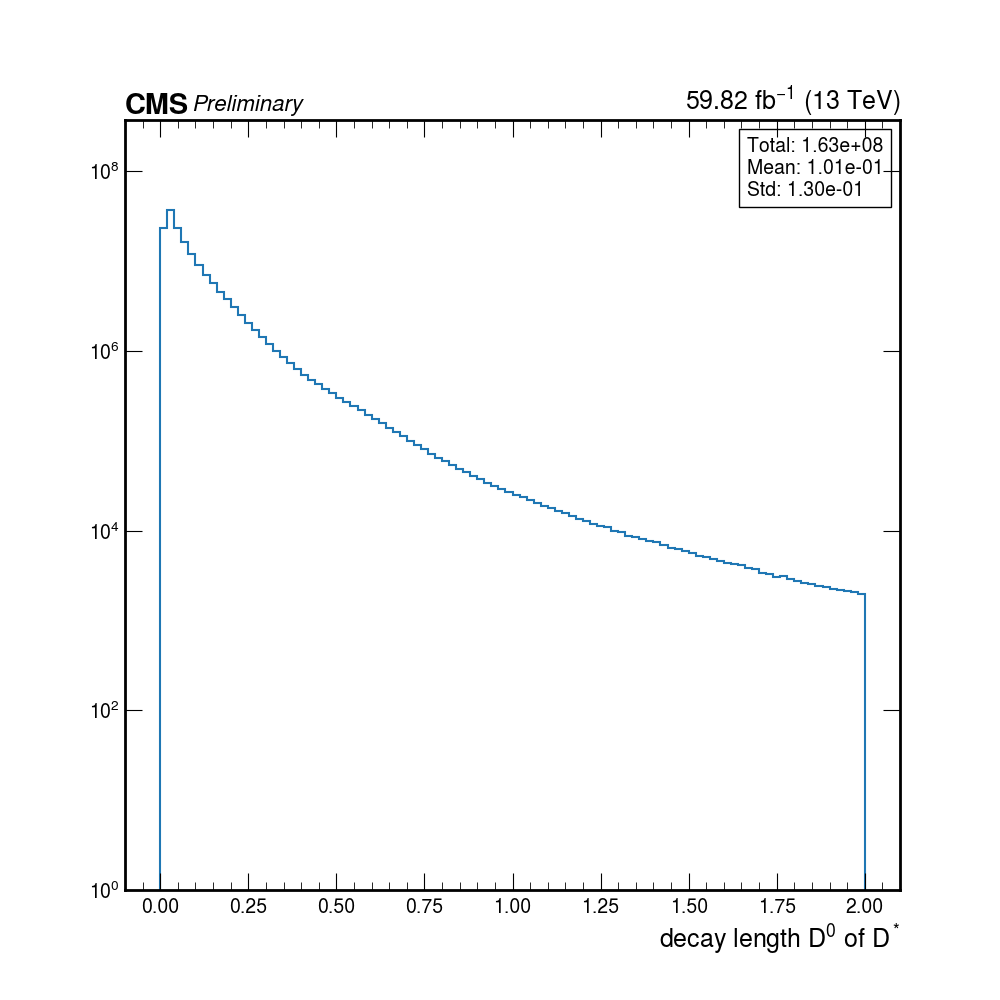 CMS Preliminary 59.82 fb⁻¹ (13 TeV)
Total: 1.63e+08
Mean: 1.01e-01
Std: 1.30e-01
10⁸
10⁶
10⁴
10²
10⁰
0.00 0.25 0.50 0.75 1.00 1.25 1.50 1.75 2.00
decay length D⁰ of D*